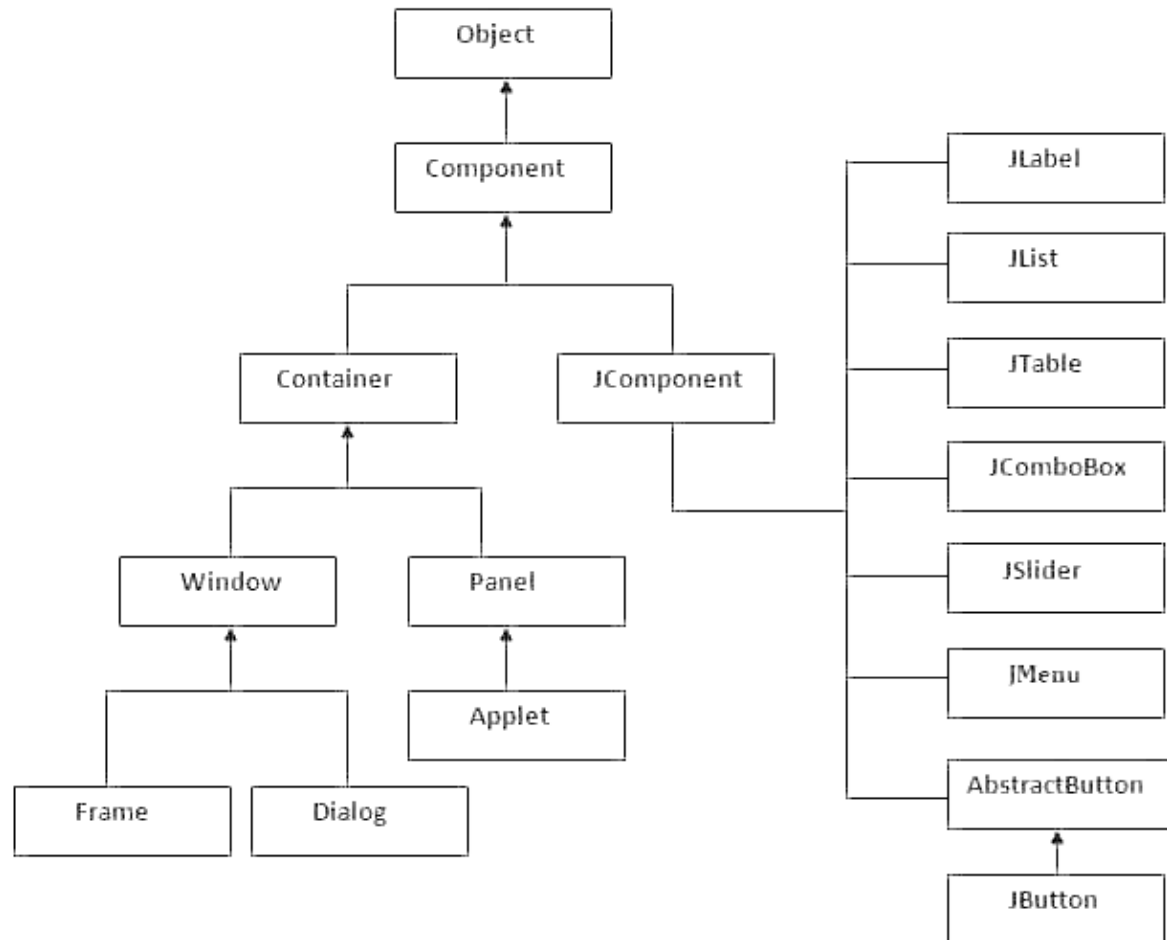 Object
Component
JLabel
JList
Container
JComponent
JTable
JComboBox
Window
Panel
JSlider
JMenu
Applet
Frame
Dialog
AbstractButton
JButton